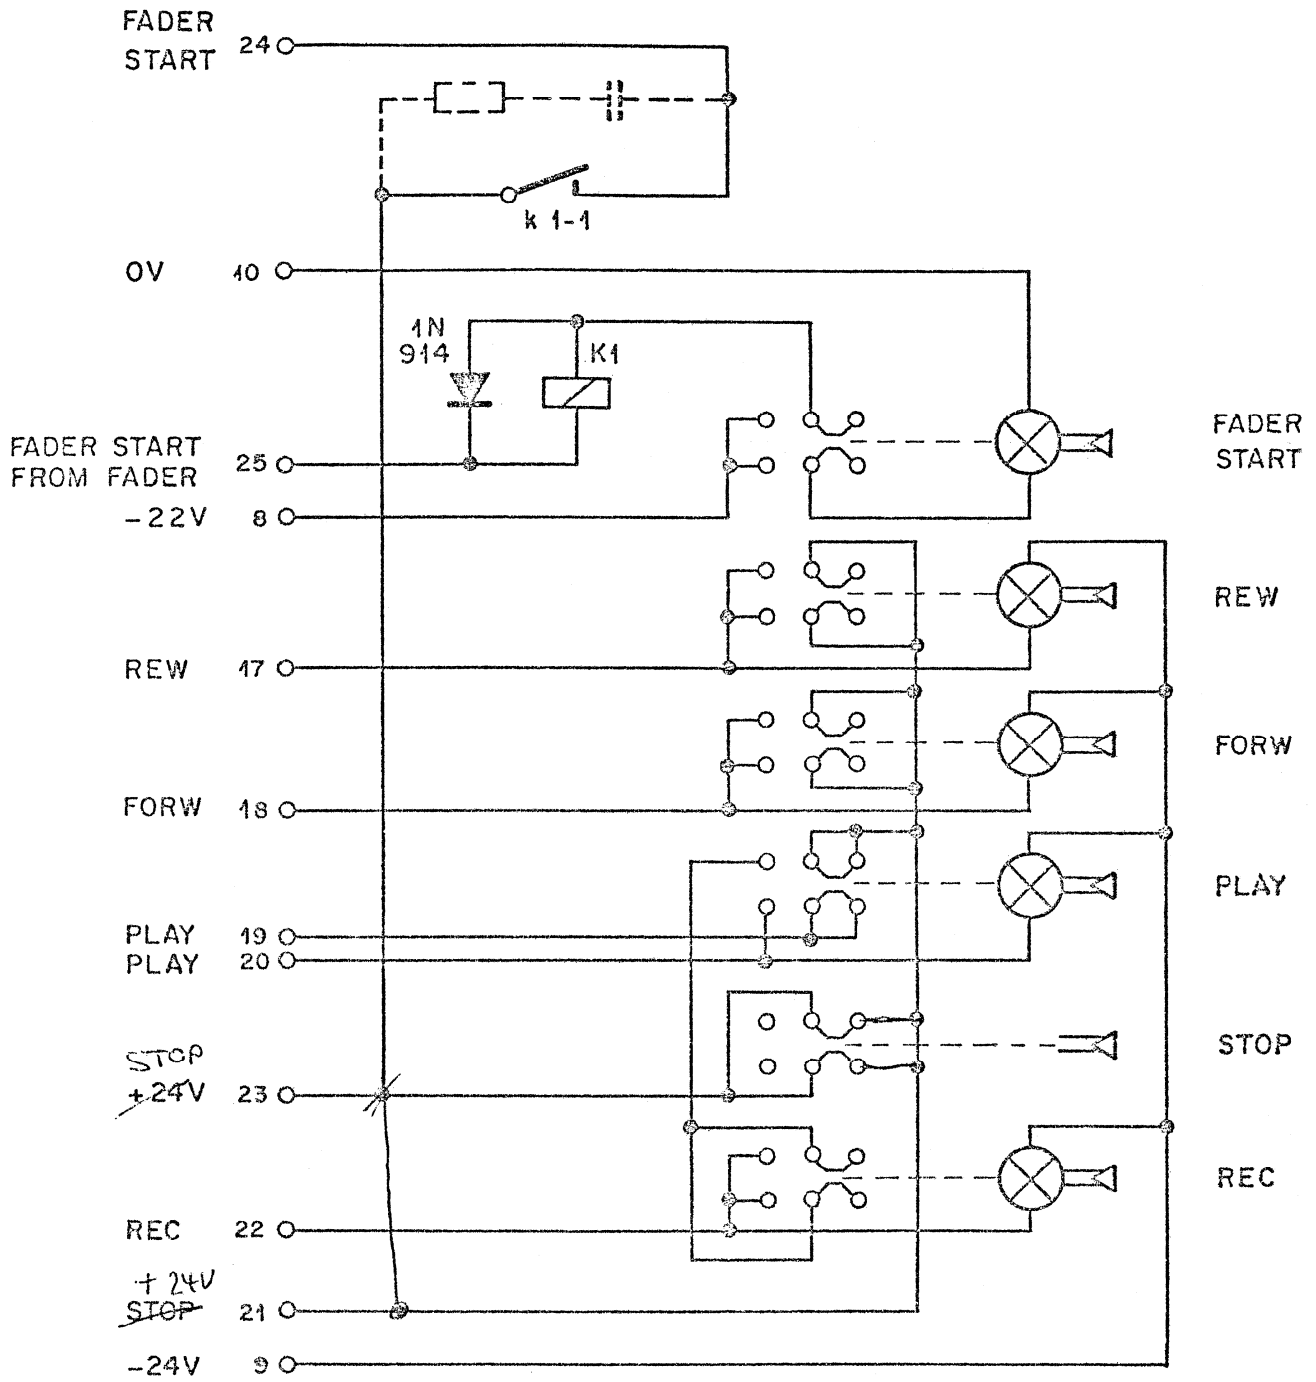 FADER
START 24
k 1-1
0V 10
1N
914
K1
FADER START
FROM FADER 25
FADER
START
-22V 8
REW
REW 17
FORW
FORW 18
PLAY
PLAY 19
PLAY 20
STOP
STOP
+24V 23
REC
REC 22
+ 24V
STOP 21
-24V 9